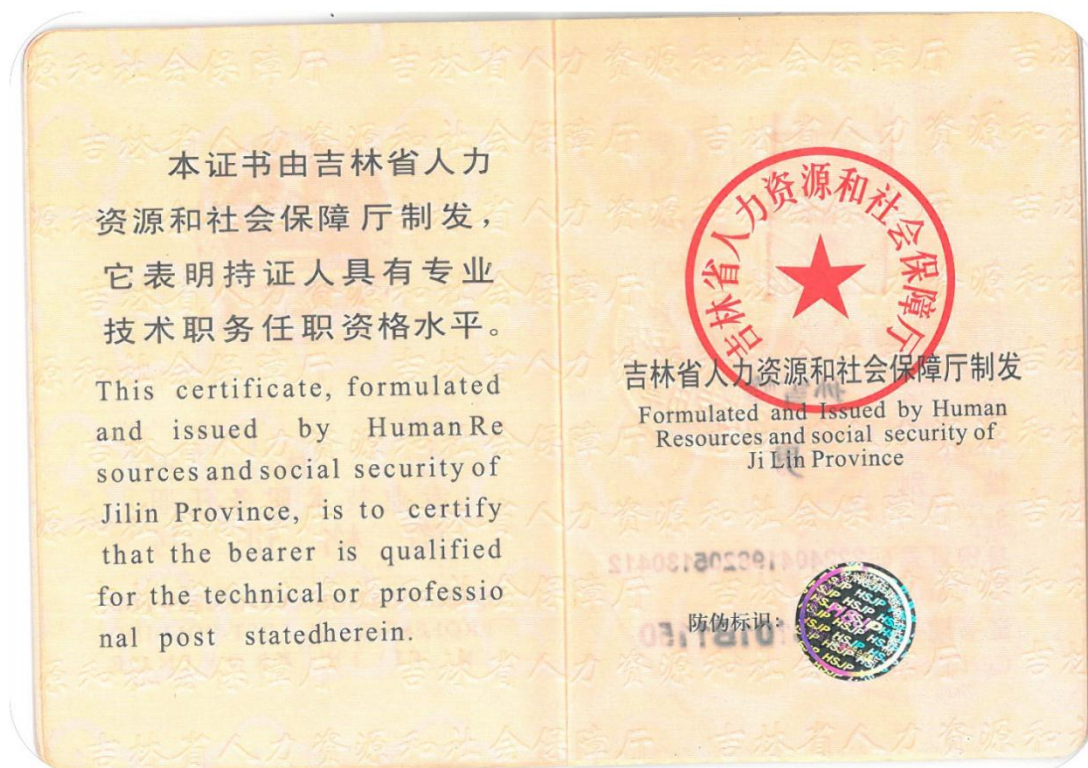 本证书由吉林省人力
资源和社会保障厅制发，
它表明持证人具有专业
技术职务任职资格水平。
This certificate, formulated
and issued by Human Re
sources and social security of
Jilin Province, is to certify
that the bearer is qualified
for the technical or professio
nal post statedherein.
吉林省人力资源和社会保障厅
吉林省人力资源和社会保障厅制发
Formulated and Issued by Human
Resources and social security of
Ji Lin Province
防伪标识：
HSJP